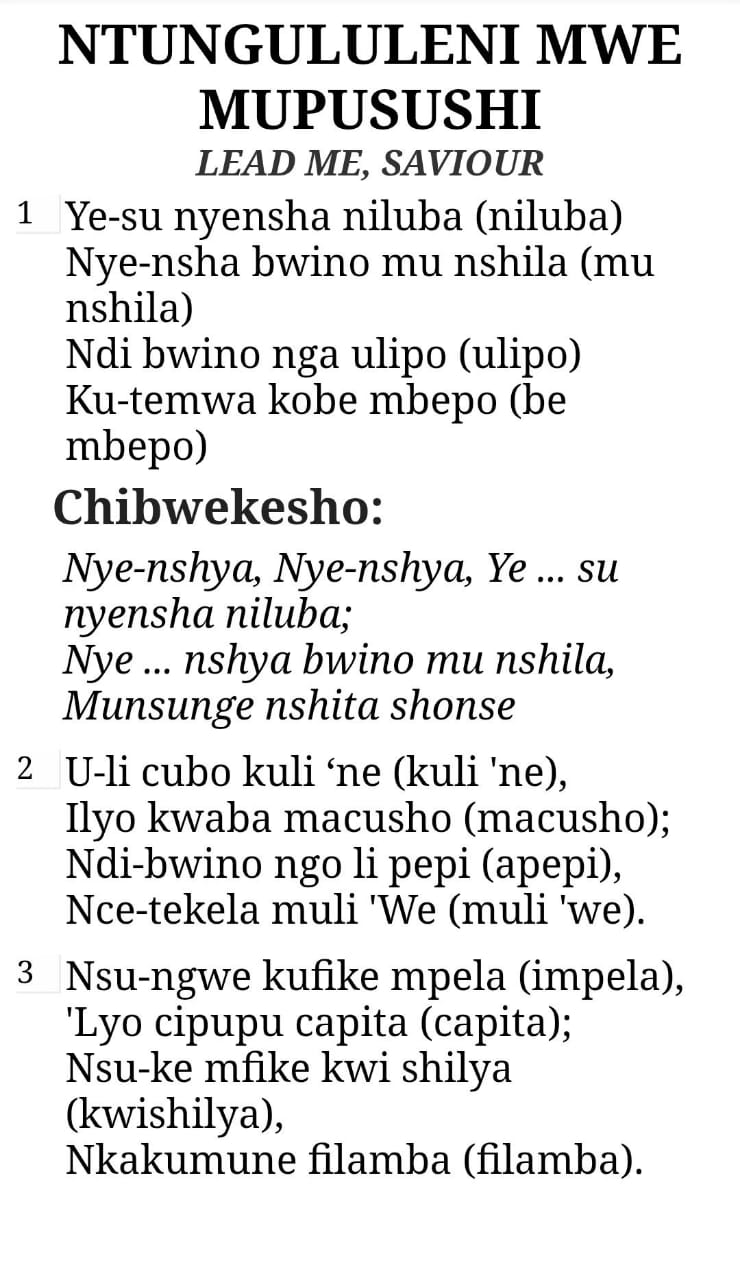 NTUNGULULENI MWE
MUPUSUSHI
LEAD ME, SAVIOUR
1 Ye-su nyensha niluba (niluba)
Nye-nsha bwino mu nshila (mu
nshila)
Ndi bwino nga ulipo (ulipo)
Ku-temwa kobe mbepo (be
mbepo)
Chibwekesho:
Nye-nshya, Nye-nshya, Ye ... su
nyensha niluba;
Nye ... nshya bwino mu nshila,
Munsunge nshita shonse
2 U-li cubo kuli ‘ne (kuli 'ne),
Ilyo kwaba macusho (macusho);
Ndi-bwino ngo li pepi (apepi),
Nce-tekela muli 'We (muli 'we).
3 Nsu-ngwe kufike mpela (impela),
'Lyo cipupu capita (capita);
Nsu-ke mfike kwi shilya
(kwishilya),
Nkakumune filamba (filamba).